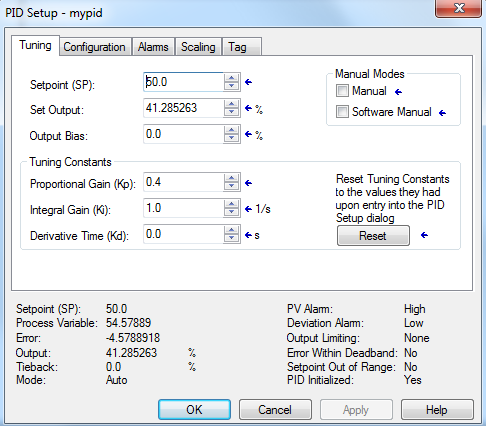 PID Setup - mypid
Tuning Configuration Alarms Scaling Tag
Setpoint (SP): 50.0
Set Output: 41.285263 %
Output Bias: 0.0 %
Manual Modes
Manual
Software Manual
Tuning Constants
Proportional Gain (Kp): 0.4
Integral Gain (Ki): 1.0 1/s
Derivative Time (Kd): 0.0 s
Reset Tuning Constants
to the values they had
upon entry into the PID
Setup dialog
Reset
Setpoint (SP): 50.0
Process Variable: 54.57889
Error: -4.5788918
Output: 41.285263 %
Tieback: 0.0 %
Mode: Auto
PV Alarm: High
Deviation Alarm: Low
Output Limiting: None
Error Within Deadband: No
Setpoint Out of Range: No
PID Initialized: Yes
OK Cancel Apply Help